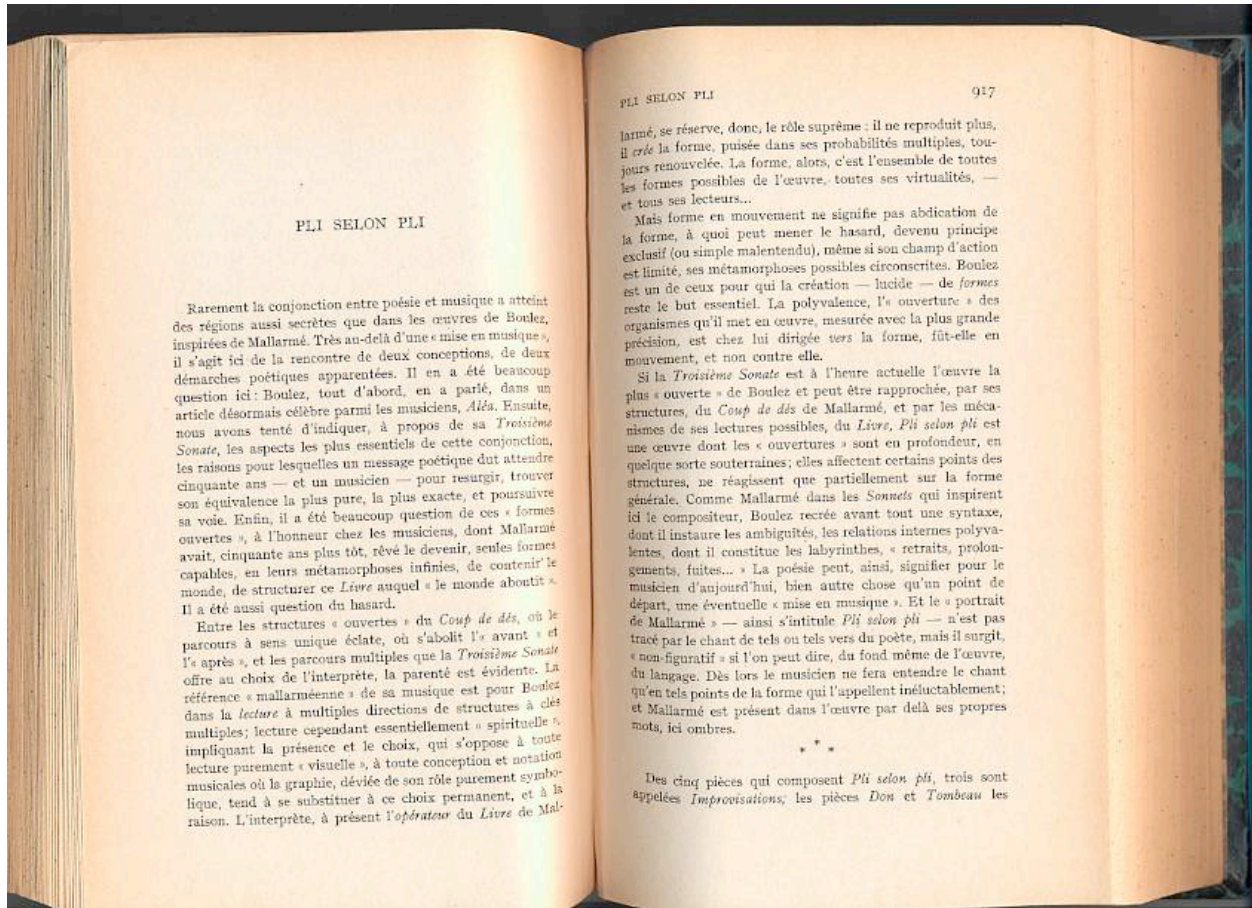 PLI SELON PLI
Rarement la conjonction entre poésie et musique a atteint
des régions aussi secrètes que dans les œuvres de Boulez,
inspirées de Mallarmé. Très au-delà d'une « mise en musique »,
il s'agit ici de la rencontre de deux conceptions, de deux
démarches poétiques apparentées. Il en a été beaucoup
question ici : Boulez, tout d'abord, en a parlé, dans un
article désormais célèbre parmi les musiciens, Aléa. Ensuite,
nous avons tenté d'indiquer, à propos de sa Troisième
Sonate, les aspects les plus essentiels de cette conjonction,
les raisons pour lesquelles un message poétique dut attendre
cinquante ans — et un musicien — pour resurgir, trouver
son équivalence la plus pure, la plus exacte, et poursuivre
sa voie. Enfin, il a été beaucoup question de ces « formes
ouvertes », à l'honneur chez les musiciens, dont Mallarmé
avait, cinquante ans plus tôt, rêvé le devenir, seules formes
capables, en leurs métamorphoses infinies, de contenir le
monde, de structurer ce Livre auquel « le monde aboutit ».
Il a été aussi question du hasard.
Entre les structures « ouvertes » du Coup de dés, où le
parcours à sens unique éclate, où s'abolit l'« avant » et
l'« après », et les parcours multiples que la Troisième Sonate
offre au choix de l'interprète, la parenté est évidente. La
référence « mallarméenne » de sa musique est pour Boulez
dans la lecture à multiples directions de structures à clés
multiples; lecture cependant essentiellement « spirituelle »,
impliquant la présence et le choix, qui s'oppose à toute
lecture purement « visuelle », à toute conception et notation
musicales où la graphie, déviée de son rôle purement symbo-
lique, tend à se substituer à ce choix permanent, et à la
raison. L'interprète, à présent l'opérateur du Livre de Mal-
PLI SELON PLI 917
larmé, se réserve, donc, le rôle suprême : il ne reproduit plus,
il crée la forme, puisée dans ses probabilités multiples, tou-
jours renouvelée. La forme, alors, c'est l'ensemble de toutes
les formes possibles de l'œuvre, toutes ses virtualités, —
et tous ses lecteurs...
Mais forme en mouvement ne signifie pas abdication de
la forme, à quoi peut mener le hasard, devenu principe
exclusif (ou simple malentendu), même si son champ d'action
est limité, ses métamorphoses possibles circonscrites. Boulez
est un de ceux pour qui la création — lucide — de formes
reste le but essentiel. La polyvalence, l'« ouverture » des
organismes qu'il met en œuvre, mesurée avec la plus grande
précision, est chez lui dirigée vers la forme, fût-elle en
mouvement, et non contre elle.
Si la Troisième Sonate est à l'heure actuelle l'œuvre la
plus « ouverte » de Boulez et peut être rapprochée, par ses
structures, du Coup de dés de Mallarmé, et par les méca-
nismes de ses lectures possibles, du Livre, Pli selon pli est
une œuvre dont les « ouvertures » sont en profondeur, en
quelque sorte souterraines; elles affectent certains points des
structures, ne réagissent que partiellement sur la forme
générale. Comme Mallarmé dans les Sonnets qui inspirent
ici le compositeur, Boulez recrée avant tout une syntaxe,
dont il instaure les ambiguïtés, les relations internes polyva-
lentes, dont il constitue les labyrinthes, « retraits, prolon-
gements, fuites... » La poésie peut, ainsi, signifier pour le
musicien d'aujourd'hui, bien autre chose qu'un point de
départ, une éventuelle « mise en musique ». Et le « portrait
de Mallarmé » — ainsi s'intitule Pli selon pli — n'est pas
tracé par le chant de tels ou tels vers du poète, mais il surgit,
« non-figuratif » si l'on peut dire, du fond même de l'œuvre,
du langage. Dès lors le musicien ne fera entendre le chant
qu'en tels points de la forme qui l'appellent inéluctablement;
et Mallarmé est présent dans l'œuvre par delà ses propres
mots, ici ombres.
* * *
Des cinq pièces qui composent Pli selon pli, trois sont
appelées Improvisations; les pièces Don et Tombeau les